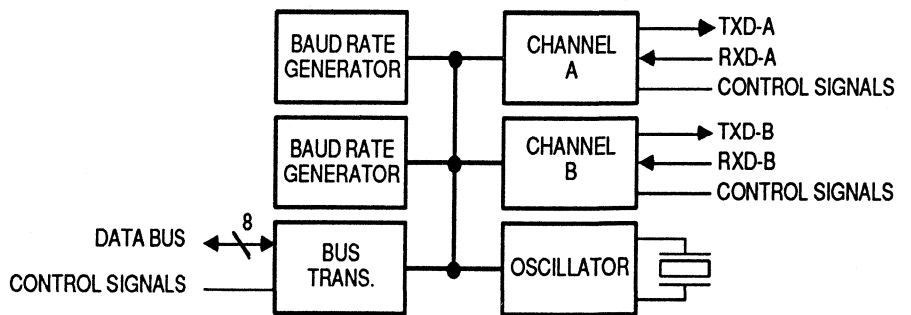 BAUD RATE
GENERATOR
CHANNEL
A
TXD-A
RXD-A
CONTROL SIGNALS
BAUD RATE
GENERATOR
CHANNEL
B
TXD-B
RXD-B
CONTROL SIGNALS
DATA BUS
8
CONTROL SIGNALS
BUS
TRANS.
OSCILLATOR